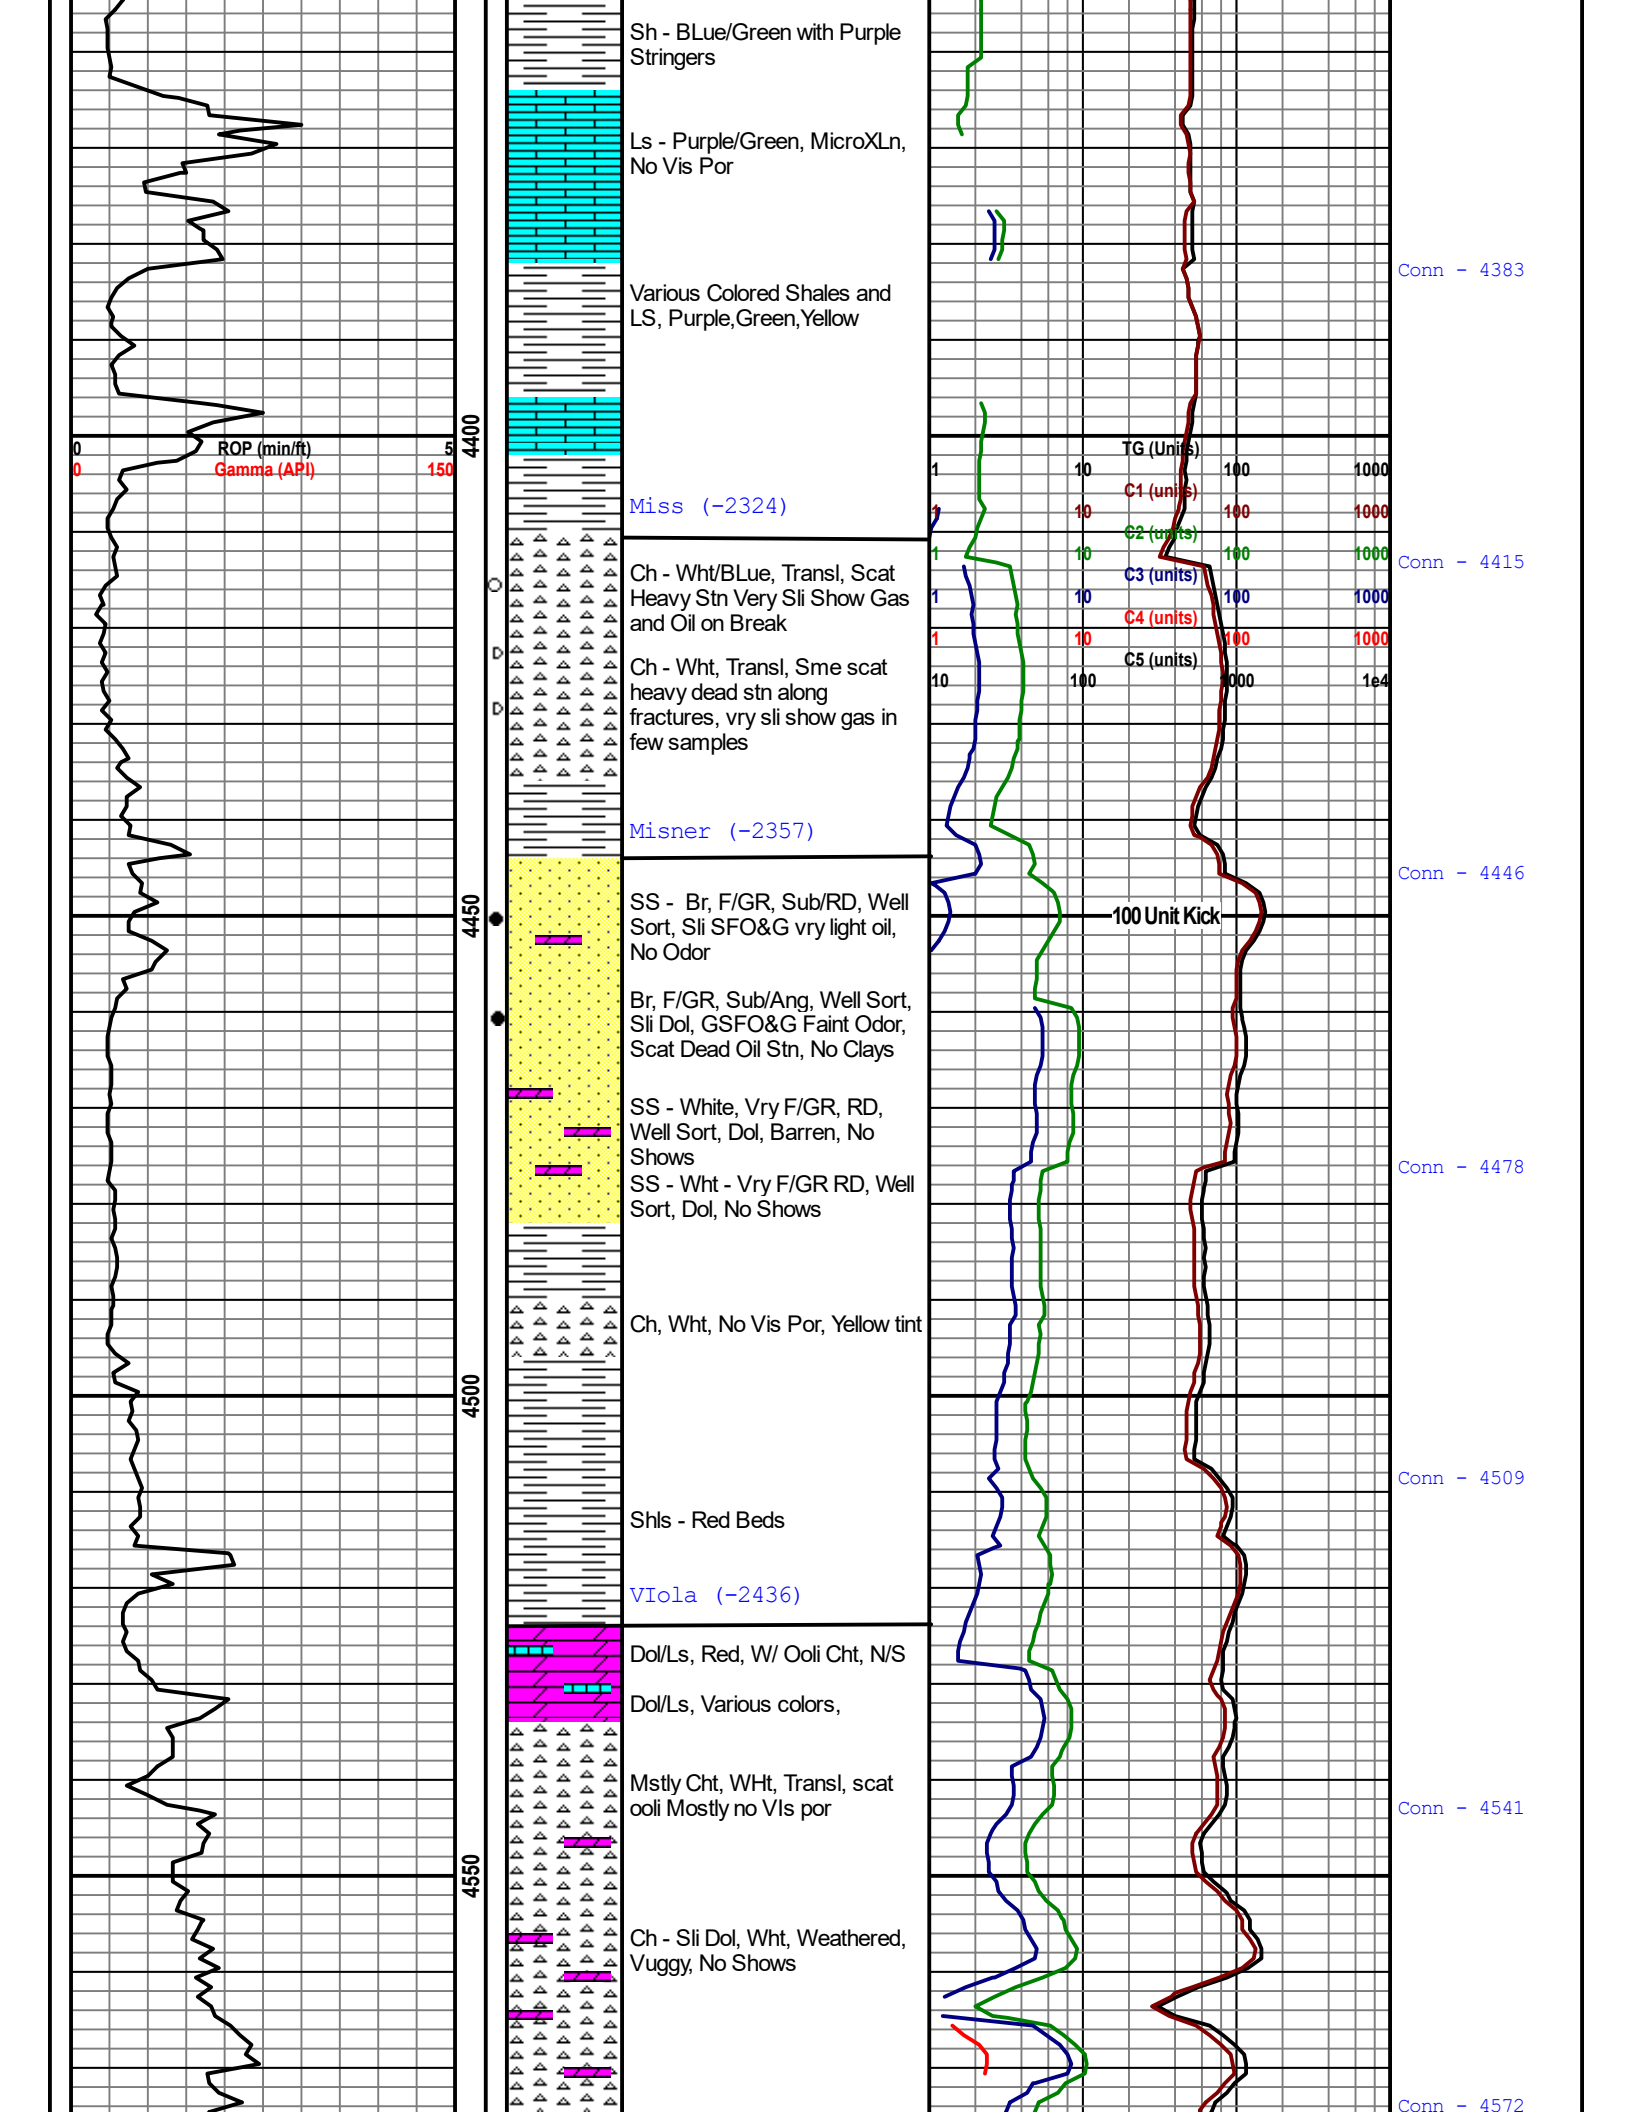 Sh - BLue/Green with Purple
Stringers
Ls - Purple/Green, MicroXLn,
No Vis Por
Conn - 4383
Various Colored Shales and
LS, Purple,Green,Yellow
4400
0 ROP (min/ft) 5
0 Gamma (API) 150
TG (Units)
1 10 100 1000
C1 (units)
1 10 100 1000
C2 (units)
1 10 100 1000
C3 (units)
1 10 100 1000
C4 (units)
1 10 100 1000
C5 (units)
10 100 1000 1e4
Miss (-2324)
Conn - 4415
Ch - Wht/BLue, Transl, Scat
Heavy Stn Very Sli Show Gas
and Oil on Break
Ch - Wht, Transl, Sme scat
heavy dead stn along
fractures, vry sli show gas in
few samples
Misner (-2357)
Conn - 4446
4450
SS -  Br, F/GR, Sub/RD, Well
Sort, Sli SFO&G vry light oil,
No Odor
100 Unit Kick
Br, F/GR, Sub/Ang, Well Sort,
Sli Dol, GSFO&G Faint Odor,
Scat Dead Oil Stn, No Clays
SS - White, Vry F/GR, RD,
Well Sort, Dol, Barren, No
Shows
Conn - 4478
SS - Wht - Vry F/GR RD, Well
Sort, Dol, No Shows
Ch, Wht, No Vis Por, Yellow tint
4500
Conn - 4509
Shls - Red Beds
VIola (-2436)
Dol/Ls, Red, W/ Ooli Cht, N/S
Dol/Ls, Various colors,
Mstly Cht, WHt, Transl, scat
ooli Mostly no VIs por
Conn - 4541
4550
Ch - Sli Dol, Wht, Weathered,
Vuggy, No Shows
Conn - 4572